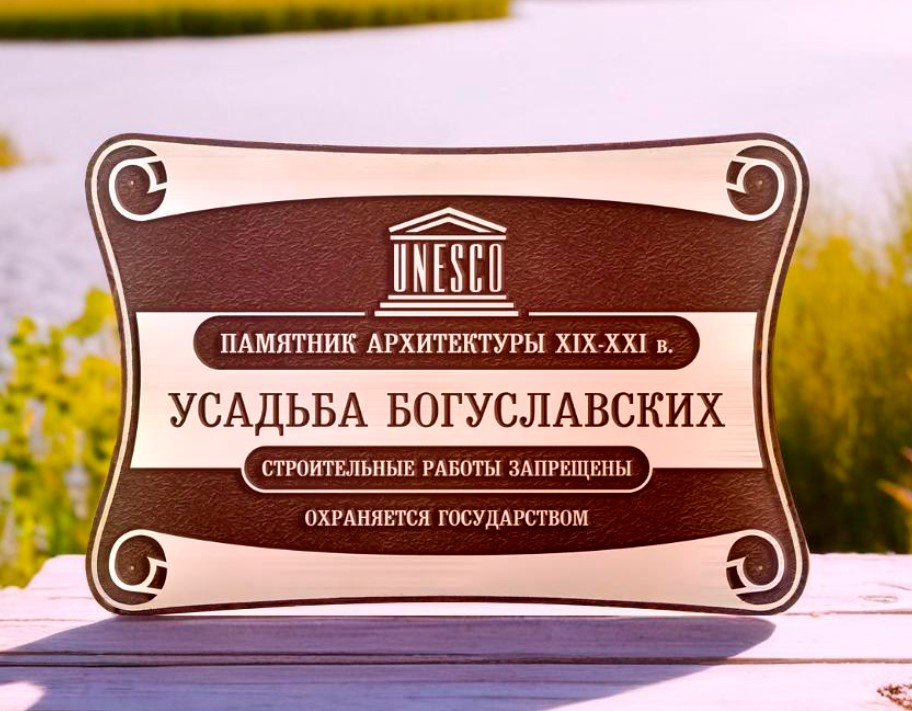 UNESCO
ПАМЯТНИК АРХИТЕКТУРЫ XIX-XXI в.
УСАДЬБА БОГУСЛАВСКИХ
СТРОИТЕЛЬНЫЕ РАБОТЫ ЗАПРЕЩЕНЫ
ОХРАНЯЕТСЯ ГОСУДАРСТВОМ